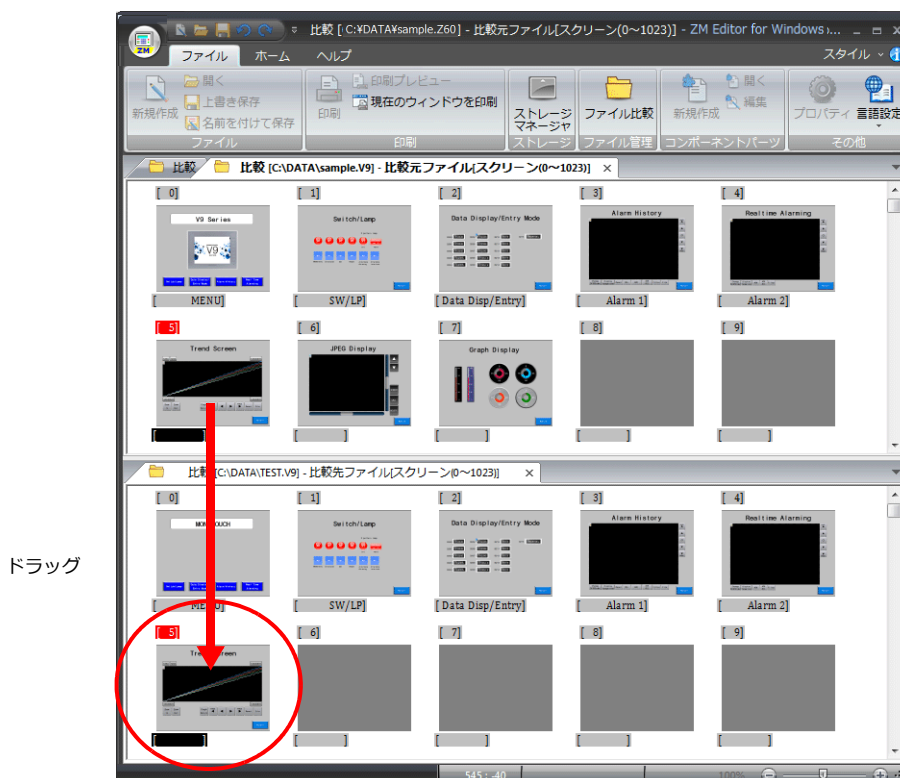 比較 [ C:¥DATA¥sample.Z60] - 比較元ファイル[スクリーン(0～1023)] - ZM Editor for Windows ...
ZM
ファイル ホーム ヘルプ スタイル
新規作成
開く
上書き保存
名前を付けて保存
ファイル
印刷
印刷プレビュー
現在のウィンドウを印刷
印刷
ストレージ
マネージャ
ストレージ
ファイル比較
ファイル管理
新規作成
開く
編集
コンポーネントパーツ
プロパティ
言語設定
その他
比較 比較 [C:\DATA\sample.V9] - 比較元ファイル[スクリーン(0～1023)] ×
[ 0] [ 1] [ 2] [ 3] [ 4]
V9 Series Switch/Lamp Data Display/Entry Mode Alarm History Realtime Alarming
V9
[ MENU] [ SW/LP] [ Data Disp/Entry] [ Alarm 1] [ Alarm 2]
[ 5] [ 6] [ 7] [ 8] [ 9]
Trend Screen JPEG Display Graph Display
[ ] [ ] [ ] [ ] [ ]
比較 [C:\DATA\TEST.V9] - 比較先ファイル[スクリーン(0～1023)] ×
[ 0] [ 1] [ 2] [ 3] [ 4]
Switch/Lamp Data Display/Entry Mode Alarm History Realtime Alarming
[ MENU] [ SW/LP] [ Data Disp/Entry] [ Alarm 1] [ Alarm 2]
ドラッグ
[ 5] [ 6] [ 7] [ 8] [ 9]
Trend Screen
[ ] [ ] [ ] [ ] [ ]
545 : -40 100%